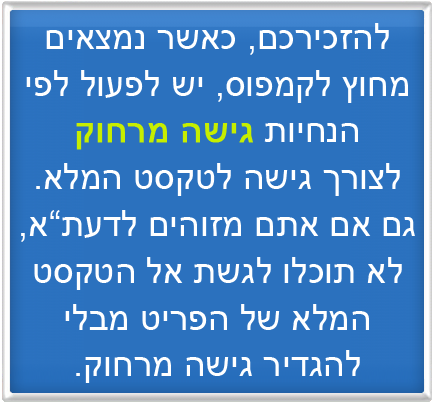 להזכירכם, כאשר נמצאים
מחוץ לקמפוס, יש לפעול לפי
הנחיות גישה מרחוק
לצורך גישה לטקסט המלא.
גם אם אתם מזוהים לדעת“א,
לא תוכלו לגשת אל הטקסט
המלא של הפריט מבלי
להגדיר גישה מרחוק.